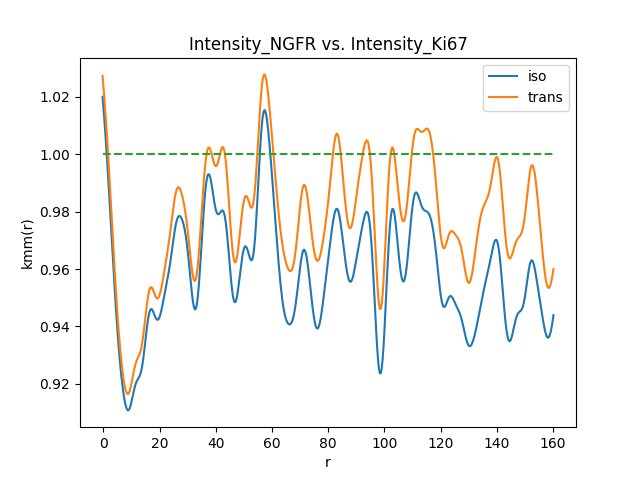 Intensity_NGFR vs. Intensity_Ki67
iso
trans
1.02
1.00
0.98
0.96
0.94
0.92
kmm(r)
0 20 40 60 80 100 120 140 160
r